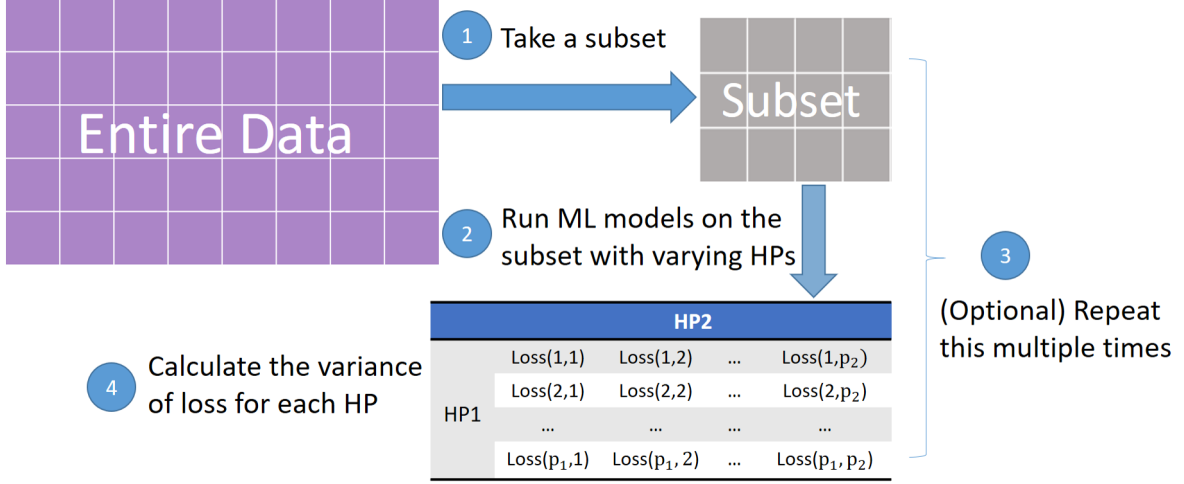 Entire Data
1
Take a subset
Subset
2
Run ML models on the
subset with varying HPs
3
(Optional) Repeat
this multiple times
4
Calculate the variance
of loss for each HP
HP2
HP1
Loss(1,1) Loss(1,2) ... Loss(1,p₂)
Loss(2,1) Loss(2,2) ... Loss(2,p₂)
... ... ... ...
Loss(p₁,1) Loss(p₁, 2) ... Loss(p₁, p₂)